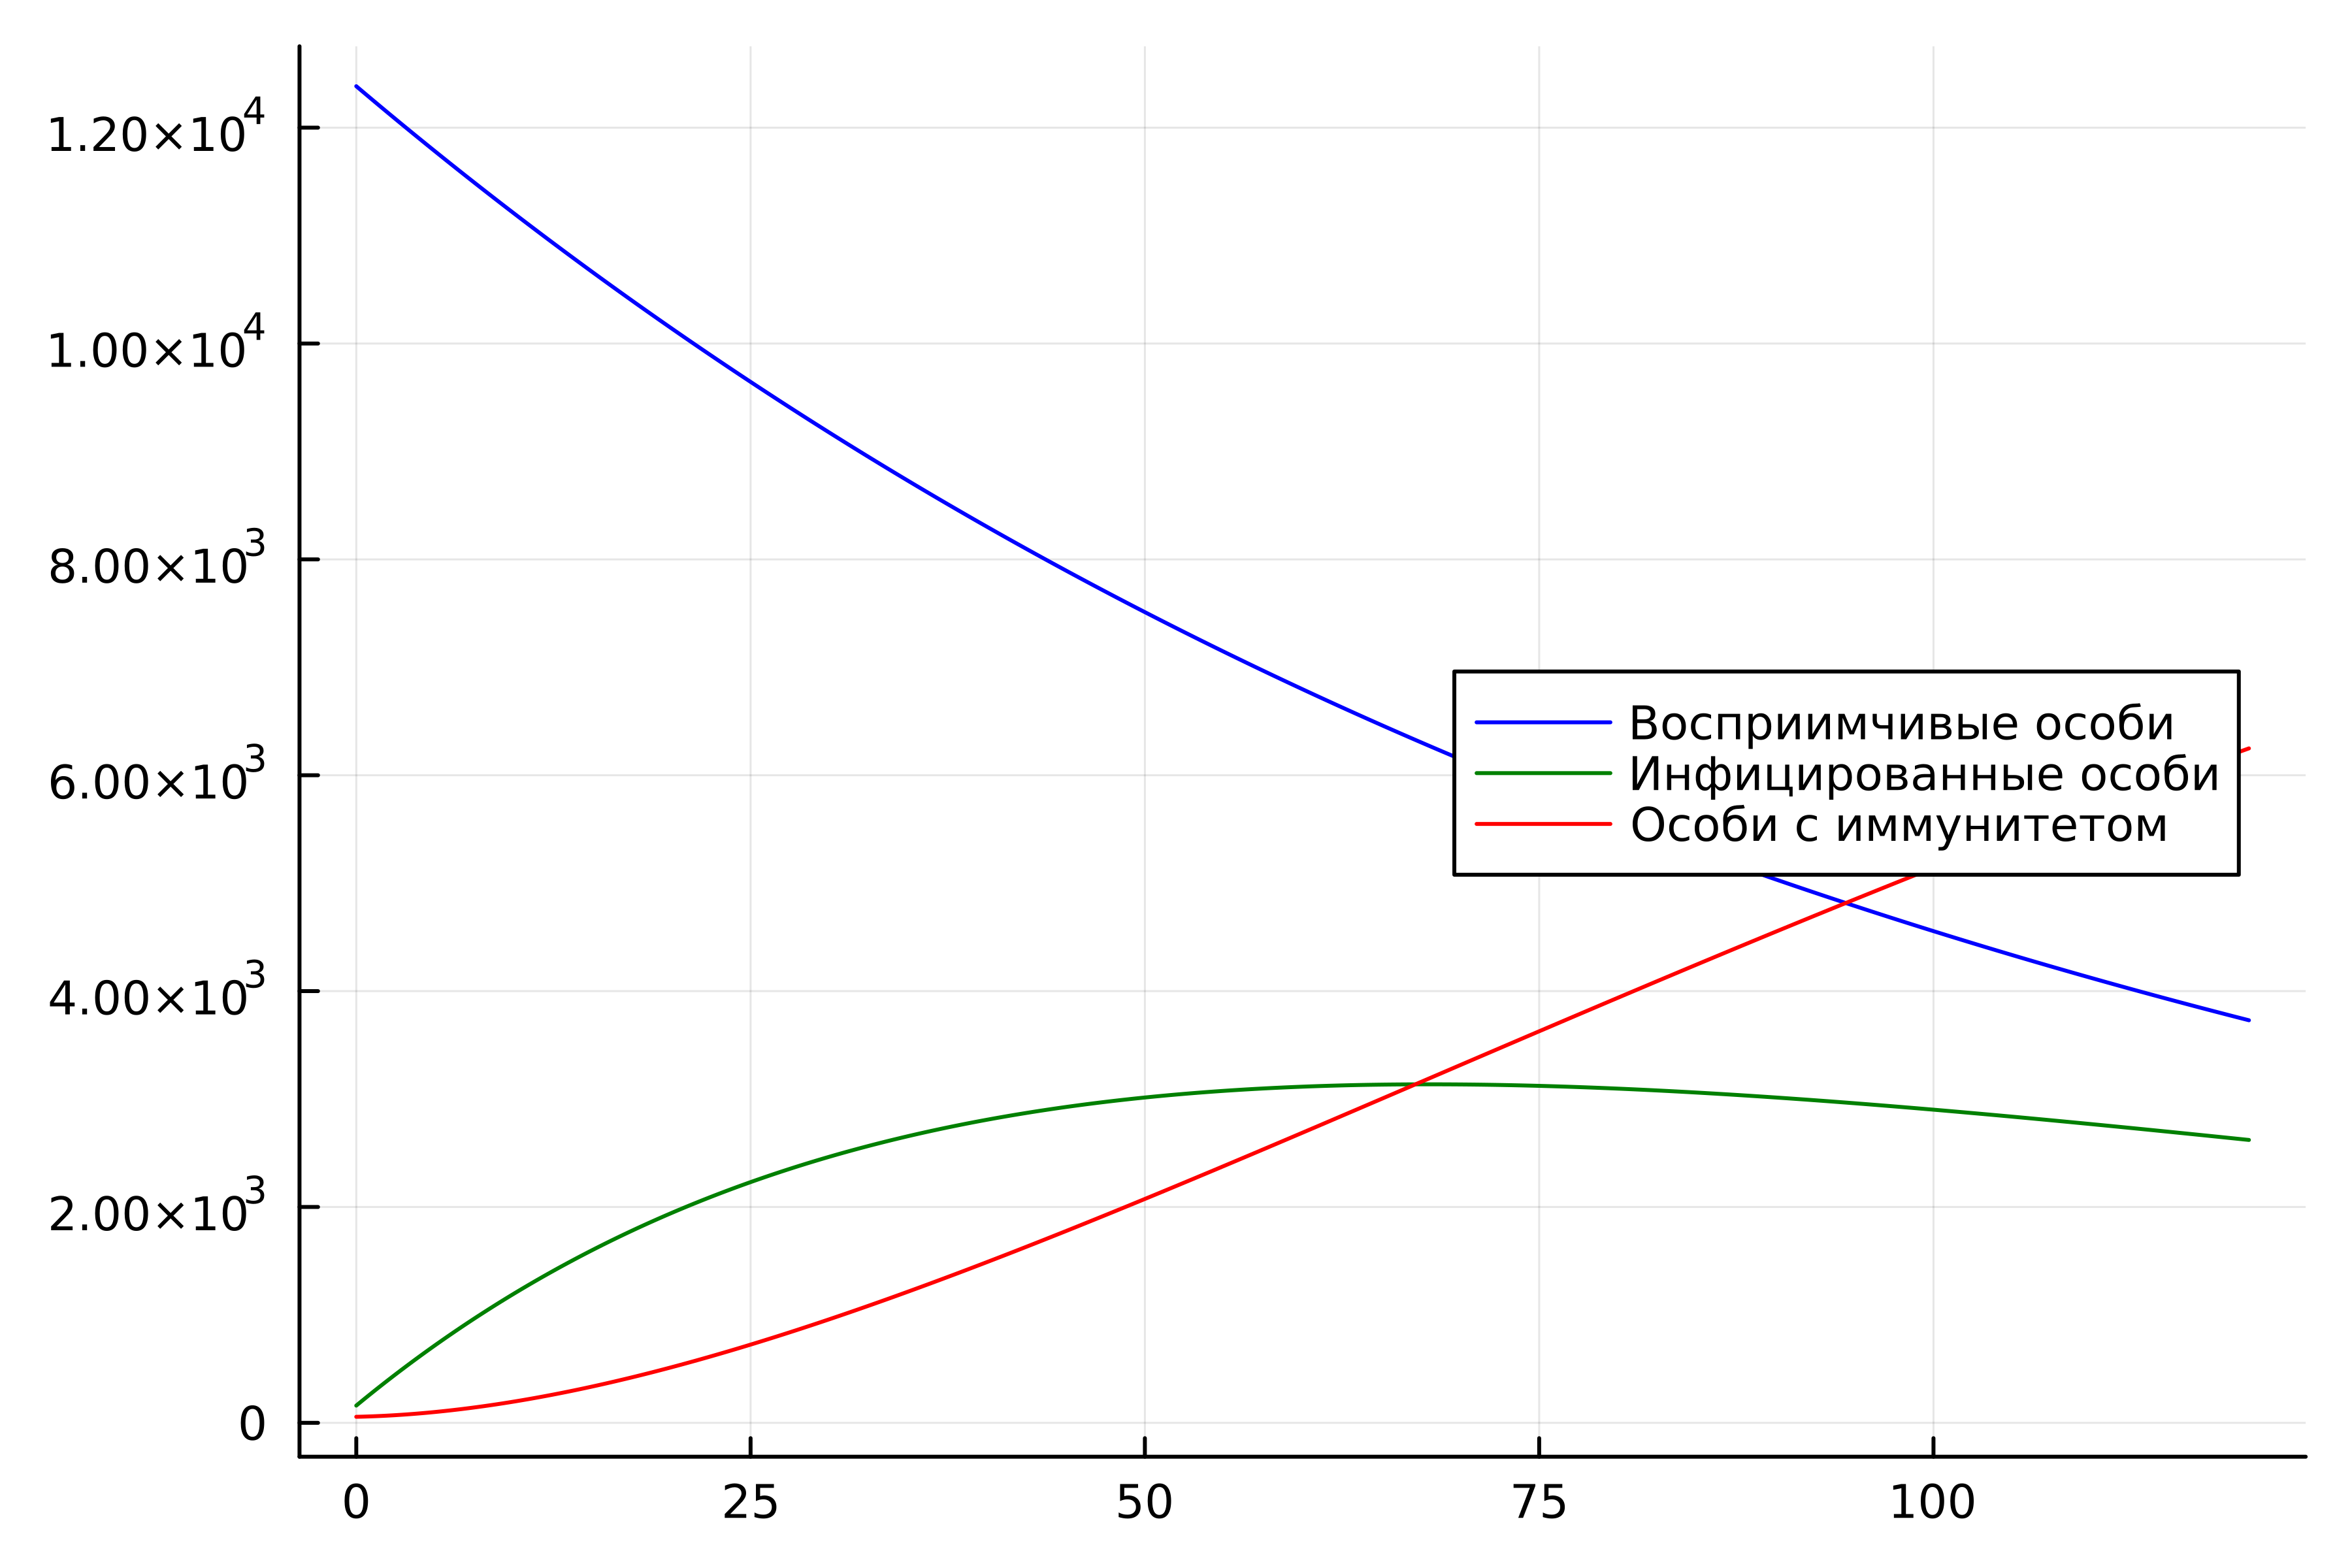 1.20×10⁴
1.00×10⁴
8.00×10³
6.00×10³
4.00×10³
2.00×10³
0
Восприимчивые особи
Инфицированные особи
Особи с иммунитетом
0 25 50 75 100